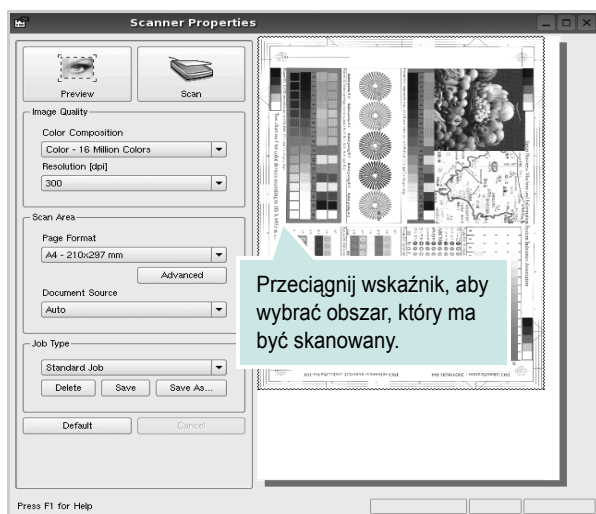 Scanner Properties
Preview
Scan
Image Quality
Color Composition
Color - 16 Million Colors
Resolution [dpi]
300
Scan Area
Page Format
A4 - 210x297 mm
Advanced
Document Source
Auto
Job Type
Standard Job
Delete
Save
Save As...
Default
Cancel
Press F1 for Help
Przeciągnij wskaźnik, aby
wybrać obszar, który ma
być skanowany.